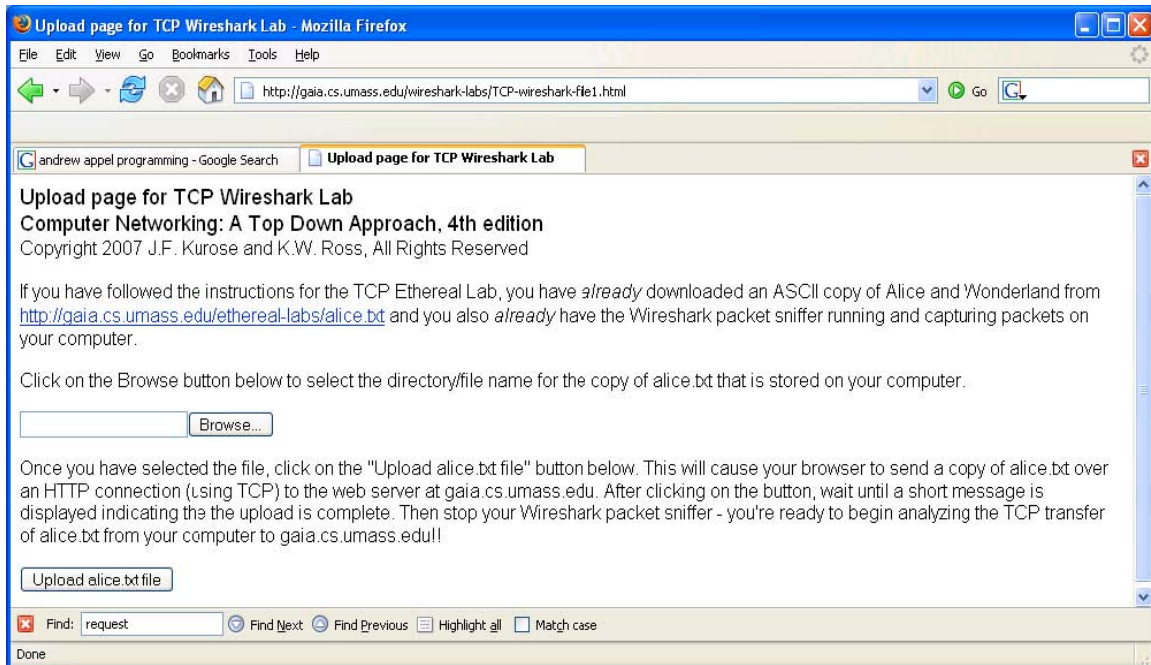 Upload page for TCP Wireshark Lab - Mozilla Firefox
File Edit View Go Bookmarks Tools Help
http://gaia.cs.umass.edu/wireshark-labs/TCP-wireshark-file1.html Go G
G andrew appel programming - Google Search Upload page for TCP Wireshark Lab
Upload page for TCP Wireshark Lab
Computer Networking: A Top Down Approach, 4th edition
Copyright 2007 J.F. Kurose and K.W. Ross, All Rights Reserved
If you have followed the instructions for the TCP Ethereal Lab, you have already downloaded an ASCII copy of Alice and Wonderland from
http://gaia.cs.umass.edu/ethereal-labs/alice.txt and you also already have the Wireshark packet sniffer running and capturing packets on
your computer.
Click on the Browse button below to select the directory/file name for the copy of alice.txt that is stored on your computer.
Browse...
Once you have selected the file, click on the "Upload alice.txt file" button below. This will cause your browser to send a copy of alice.txt over
an HTTP connection (using TCP) to the web server at gaia.cs.umass.edu. After clicking on the button, wait until a short message is
displayed indicating the the upload is complete. Then stop your Wireshark packet sniffer - you're ready to begin analyzing the TCP transfer
of alice.txt from your computer to gaia.cs.umass.edu!!
Upload alice.txt file
Find: request Find Next Find Previous Highlight all Match case
Done